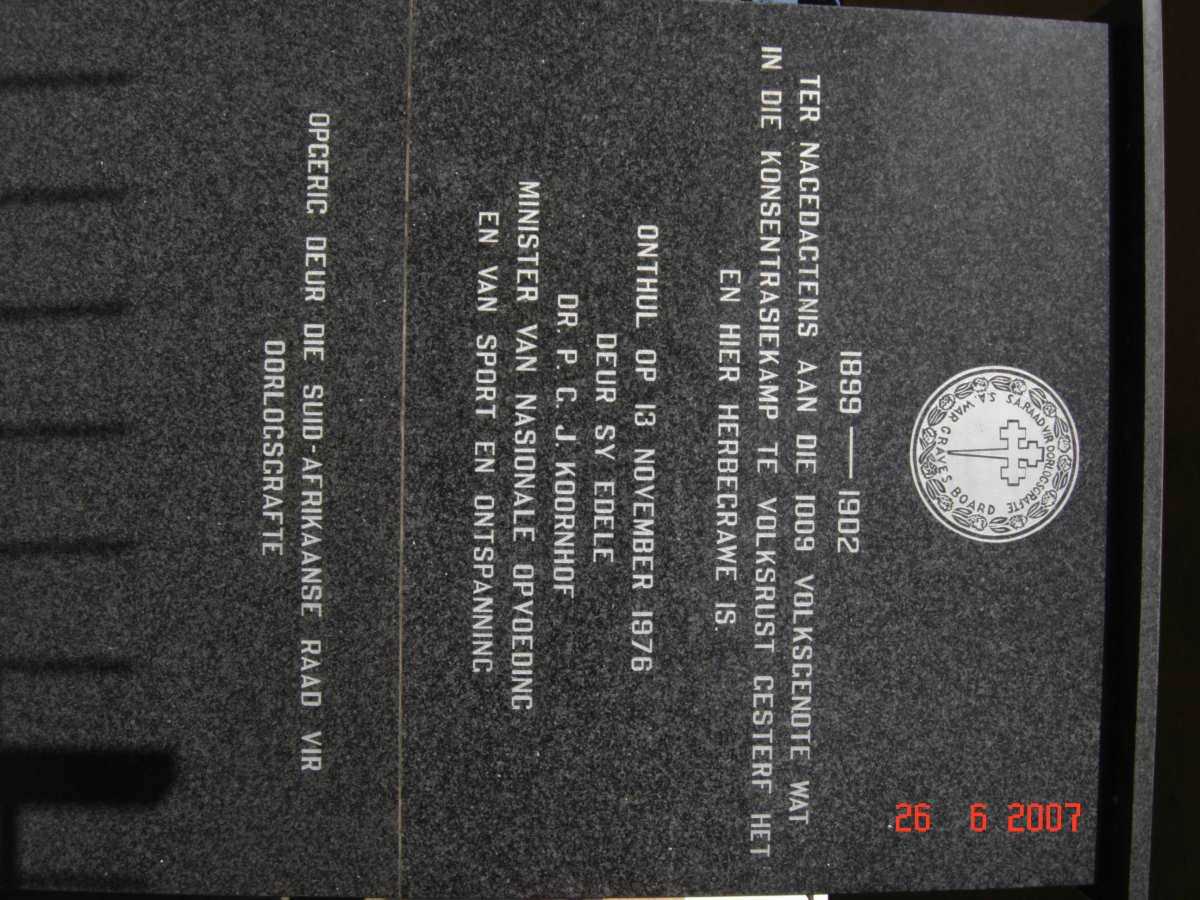 S.A. RAAD VIR OORLOGSGRAFTE
S.A. WAR GRAVES BOARD
1899 — 1902
TER NAGEDAGTENIS AAN DIE 1009 VOLKSGENOTE WAT
IN DIE KONSENTRASIEKAMP TE VOLKSRUST GESTERF HET
EN HIER HERBEGRAWE IS.
ONTHUL OP 13 NOVEMBER 1976
DEUR SY EDELE
DR. P. G. J. KOORNHOF
MINISTER VAN NASIONALE OPVOEDING
EN VAN SPORT EN ONTSPANNING
OPGERIG DEUR DIE SUID-AFRIKAANSE RAAD VIR
OORLOGSGRAFTE
26 6 2007